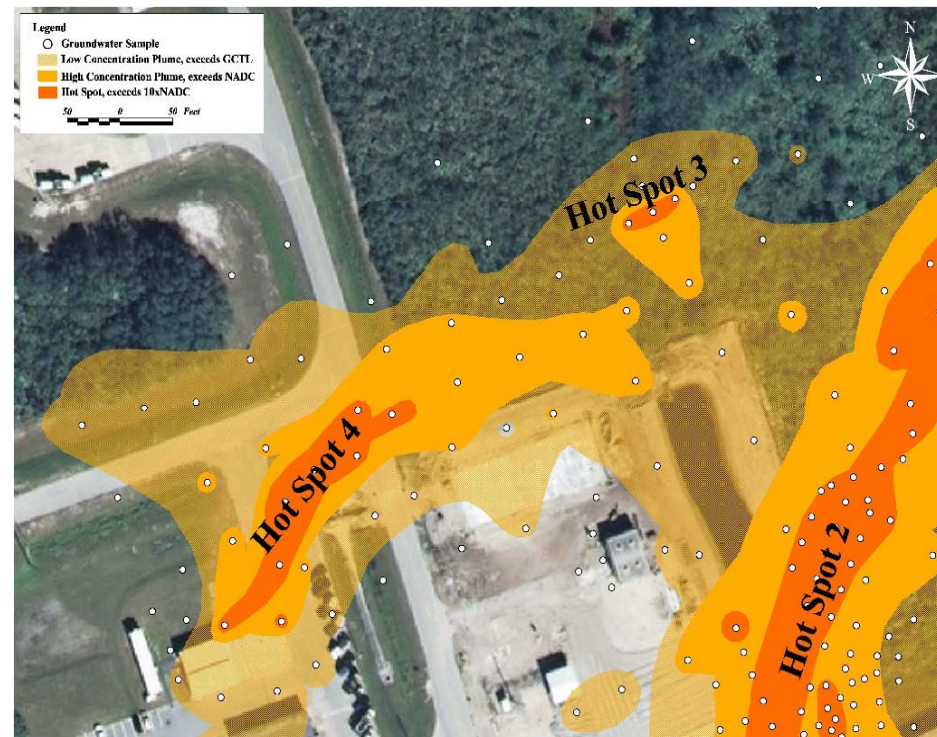 Legend
Groundwater Sample
Low Concentration Plume, exceeds GCTL
High Concentration Plume, exceeds NADC
Hot Spot, exceeds 10xNADC
50 0 50 Feet
N
W E
S
Hot Spot 3
Hot Spot 4
Hot Spot 2